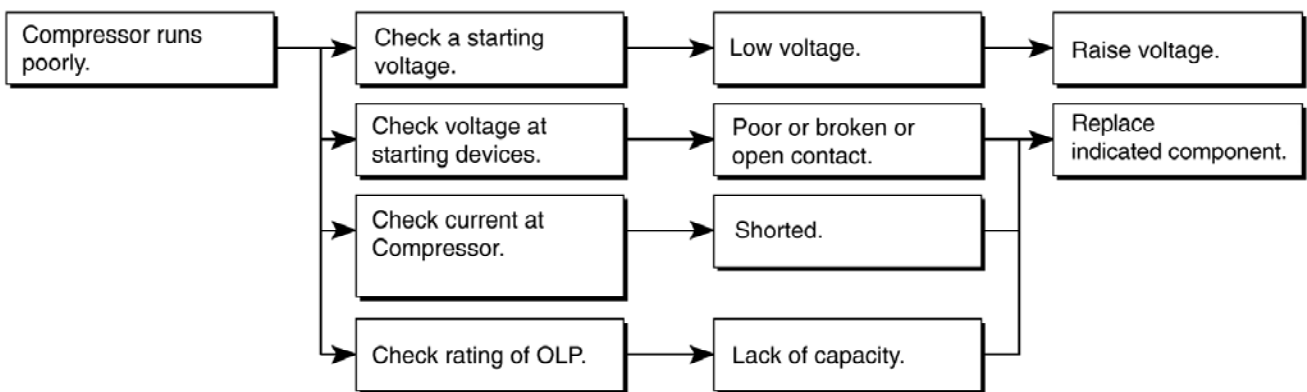 Compressor runs
poorly.
Check a starting
voltage.
Low voltage.
Raise voltage.
Check voltage at
starting devices.
Poor or broken or
open contact.
Replace
indicated component.
Check current at
Compressor.
Shorted.
Check rating of OLP.
Lack of capacity.